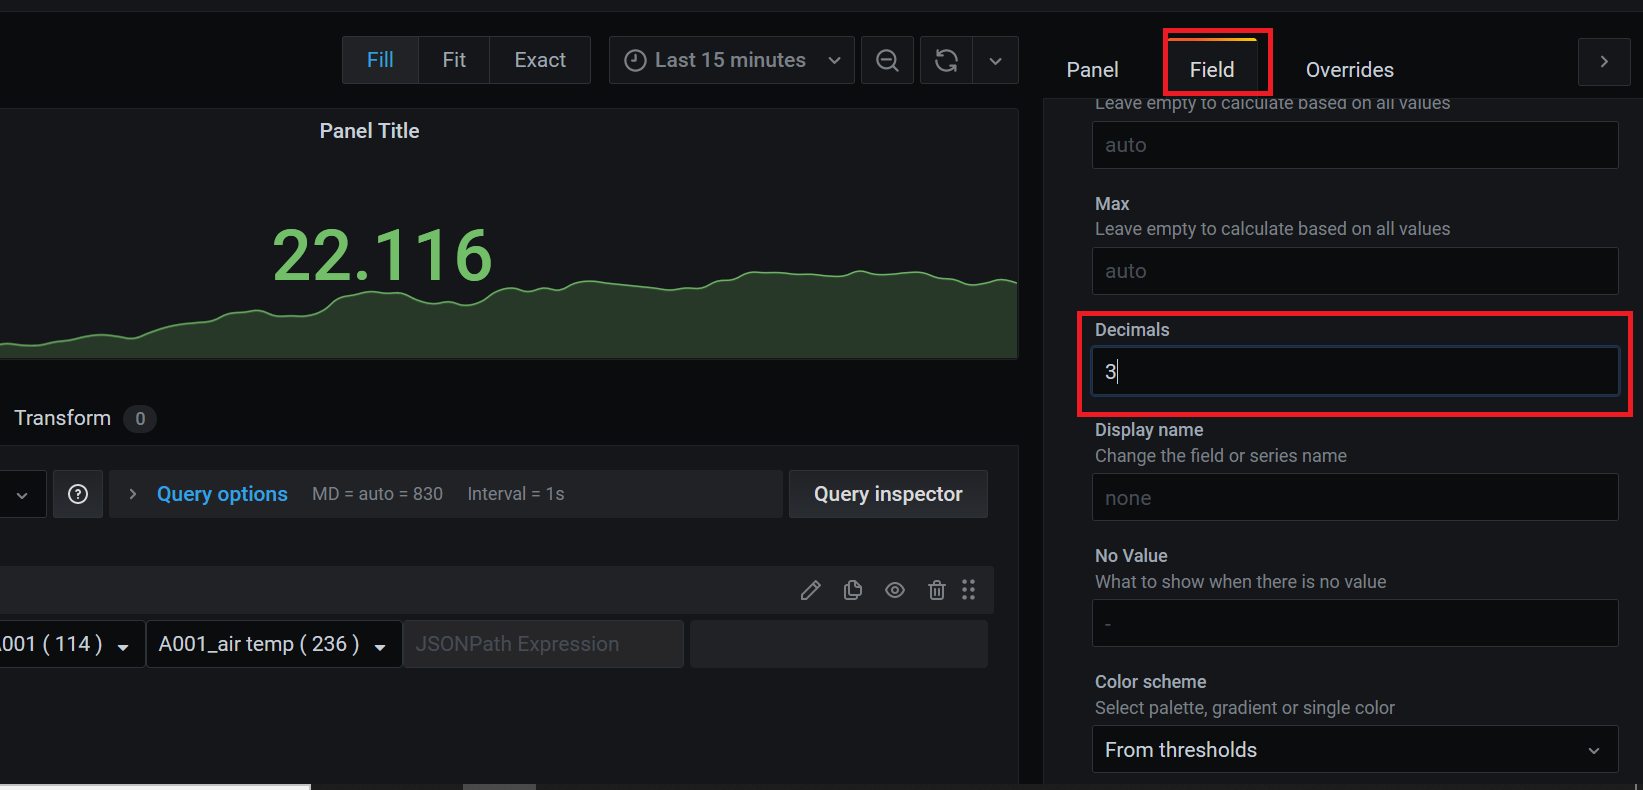 Fill Fit Exact Last 15 minutes
Panel Field Overrides
Panel Title
22.116
Transform 0
Query options MD = auto = 830 Interval = 1s Query inspector
001 ( 114 ) A001_air temp ( 236 ) JSONPath Expression
Leave empty to calculate based on all values
auto
Max
Leave empty to calculate based on all values
auto
Decimals
3
Display name
Change the field or series name
none
No Value
What to show when there is no value
-
Color scheme
Select palette, gradient or single color
From thresholds